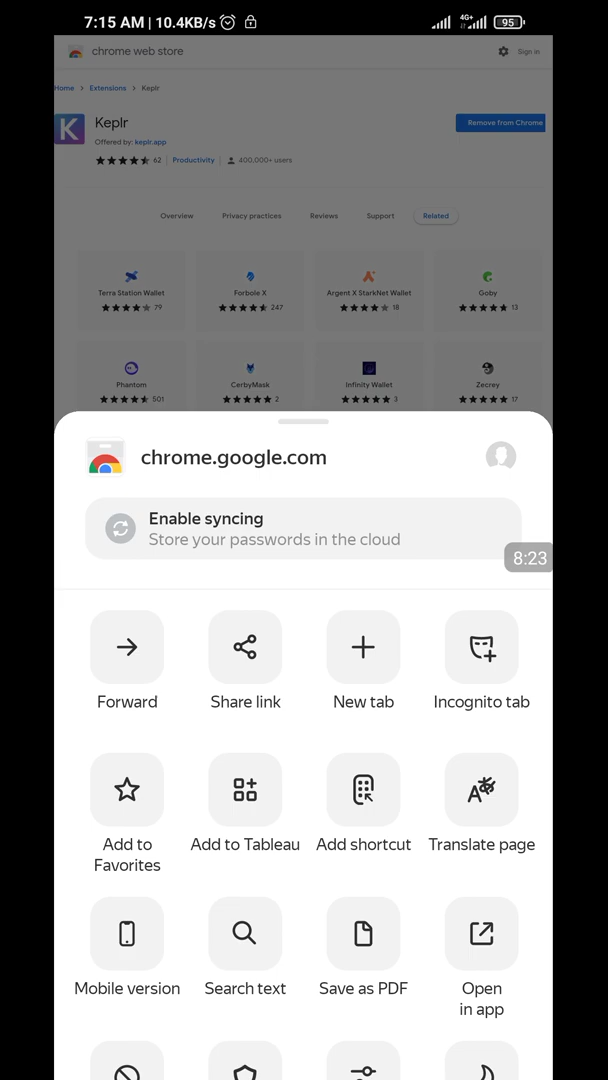 7:15 AM | 10.4KB/s 4G+ 95
chrome web store Sign in
Home > Extensions > Keplr
K Keplr Remove from Chrome
Offered by: keplr.app
62 | Productivity | 400,000+ users
Overview Privacy practices Reviews Support Related
Terra Station Wallet Forbole X Argent X StarkNet Wallet Goby
79 247 18 13
Phantom CerbyMask Infinity Wallet Zecrey
501 2 3 17
chrome.google.com
Enable syncing
Store your passwords in the cloud
8:23
Forward Share link New tab Incognito tab
Add to Favorites Add to Tableau Add shortcut Translate page
Mobile version Search text Save as PDF Open in app